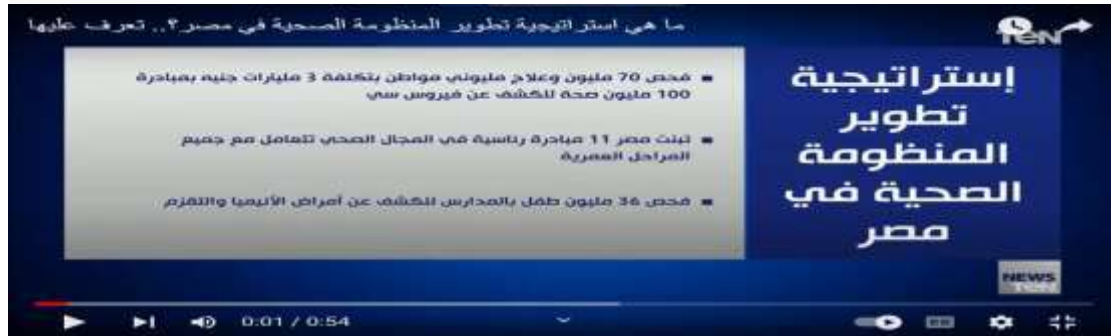 ما هي استراتيجية تطوير المنظومة الصحية في مصر؟.. تعرف عليها
TeN
إستراتيجية
تطوير
المنظومة
الصحية في
مصر
▪ فحص 70 مليون وعلاج مليوني مواطن بتكلفة 3 مليارات جنيه بمبادرة
100 مليون صحة للكشف عن فيروس سي
▪ تبنت مصر 11 مبادرة رئاسية في المجال الصحي تتعامل مع جميع
المراحل العمرية
▪ فحص 36 مليون طفل بالمدارس للكشف عن أمراض الأنيميا والتقزم
NEWS
TeN
0:01 / 0:54